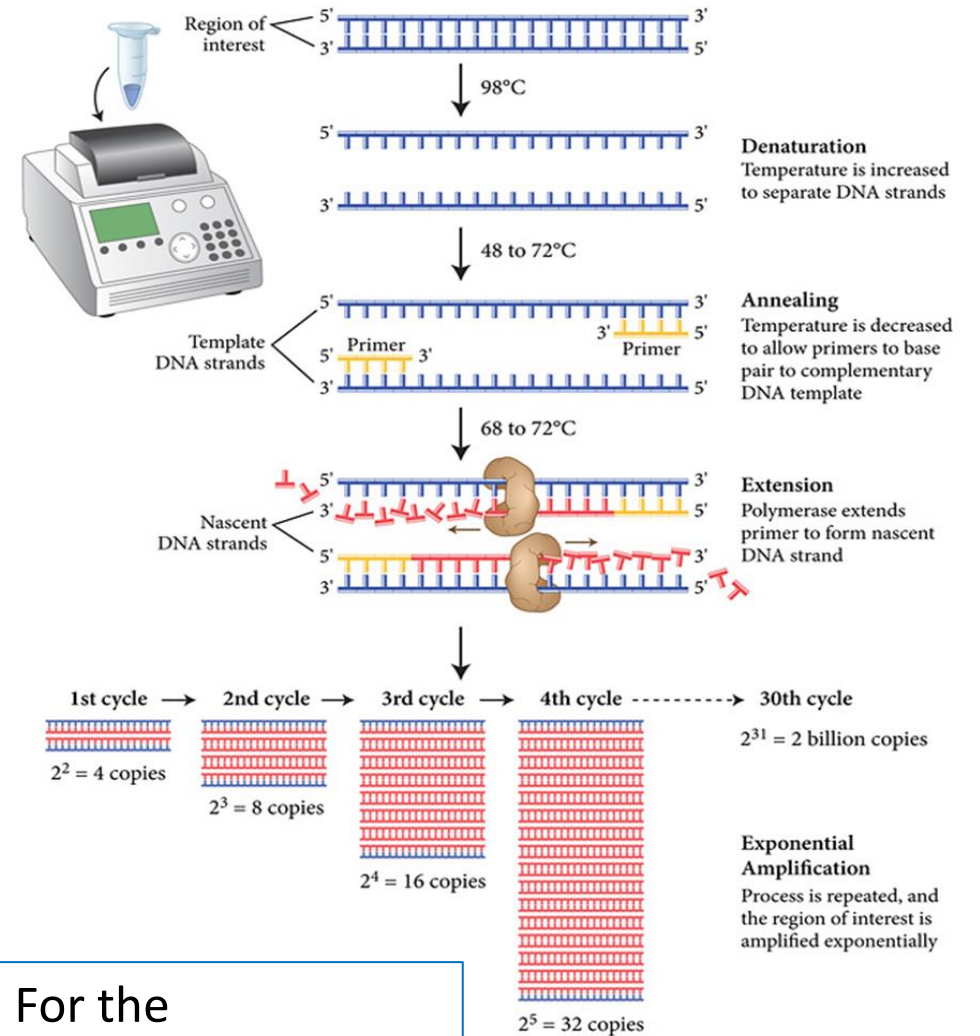 Region of
interest
5'
3'
3'
5'
98°C
5'
3'
3'
5'
Denaturation
Temperature is increased
to separate DNA strands
48 to 72°C
5'
3'
3'
5'
Template
DNA strands
Primer
5'
3'
Primer
3'
5'
Annealing
Temperature is decreased
to allow primers to base
pair to complementary
DNA template
68 to 72°C
5'
3'
3'
5'
Nascent
DNA strands
5'
3'
3'
5'
Extension
Polymerase extends
primer to form nascent
DNA strand
1st cycle
2nd cycle
3rd cycle
4th cycle
30th cycle
2² = 4 copies
2³ = 8 copies
2⁴ = 16 copies
2⁵ = 32 copies
2³¹ = 2 billion copies
Exponential
Amplification
Process is repeated, and
the region of interest is
amplified exponentially
For the